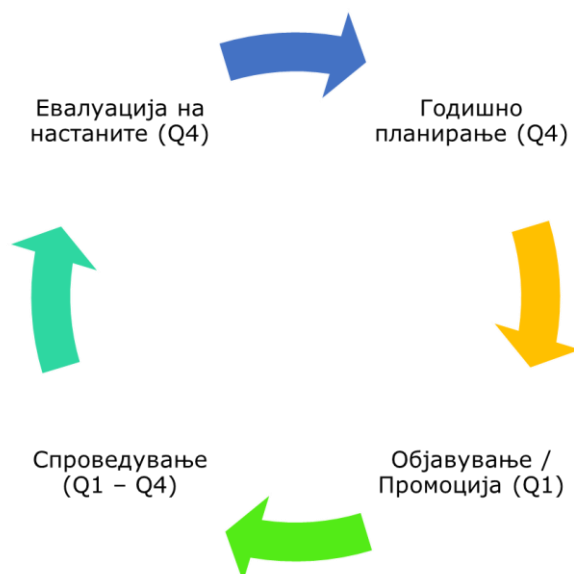 Евалуација на
настаните (Q4)
Годишно
планирање (Q4)
Спроведување
(Q1 – Q4)
Објавување /
Промоција (Q1)